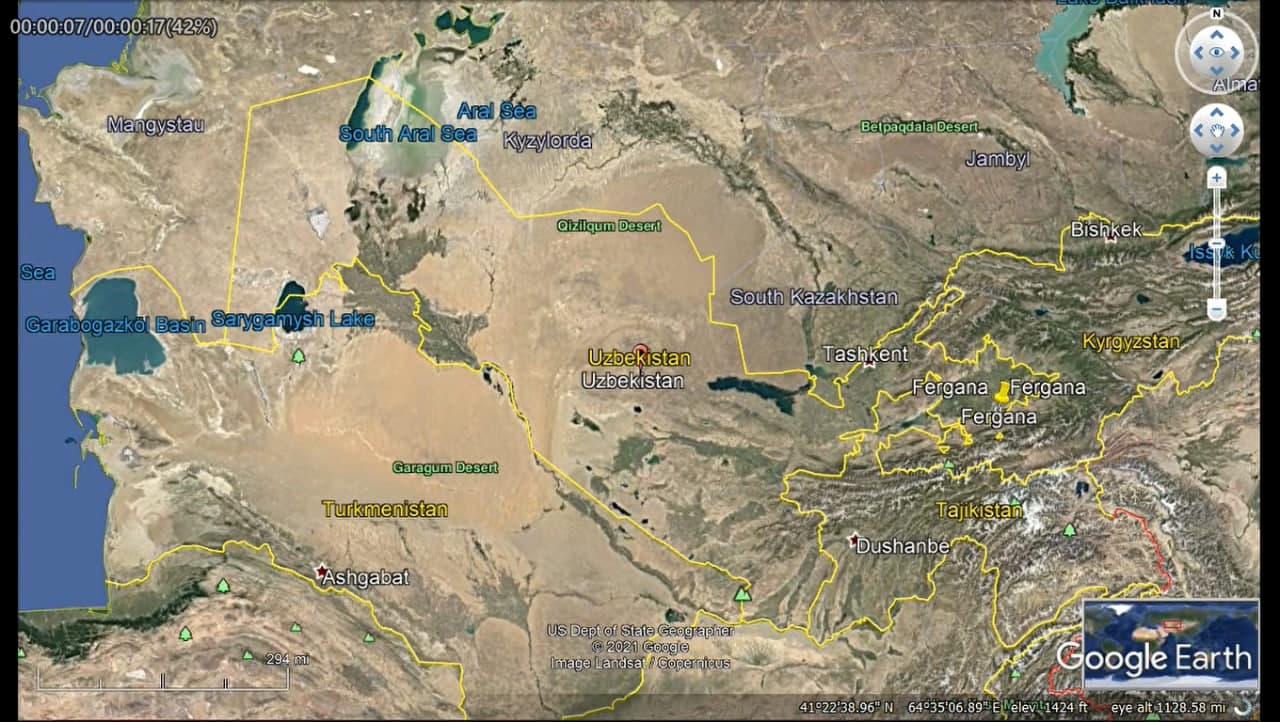 00:00:07/00:00:17(42%)
N
Almat
Mangystau
Aral Sea
South Aral Sea
Kyzylorda
Betpaqdala Desert
Jambyl
Qizilqum Desert
Bishkek
Sea
Issyk Ku
Garabogazköl Basin
Sarygamysh Lake
South Kazakhstan
Kyrgyzstan
Uzbekistan
Tashkent
Uzbekistan
Fergana
Fergana
Fergana
Garagum Desert
Turkmenistan
Tajikistan
Dushanbe
Ashgabat
US Dept of State Geographer
© 2021 Google
Image Landsat / Copernicus
294 mi
Google Earth
41°22'38.96" N 64°35'06.89" E elev 1424 ft eye alt 1128.58 mi